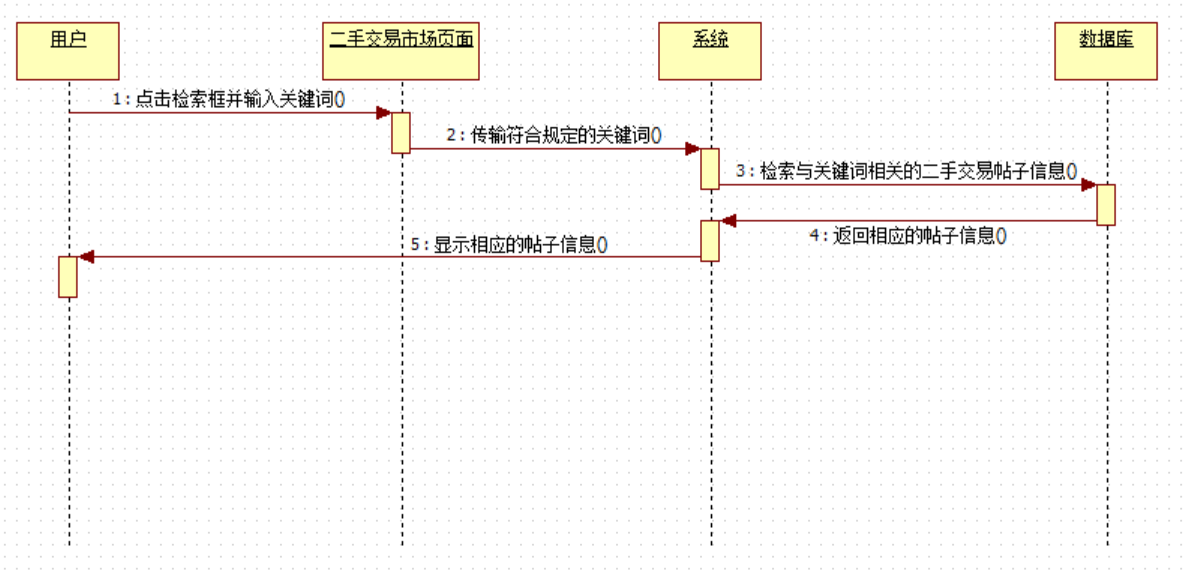 用户
二手交易市场页面
系统
数据库
1 : 点击检索框并输入关键词()
2 : 传输符合规定的关键词()
3 : 检索与关键词相关的二手交易帖子信息()
4 : 返回相应的帖子信息()
5 : 显示相应的帖子信息()